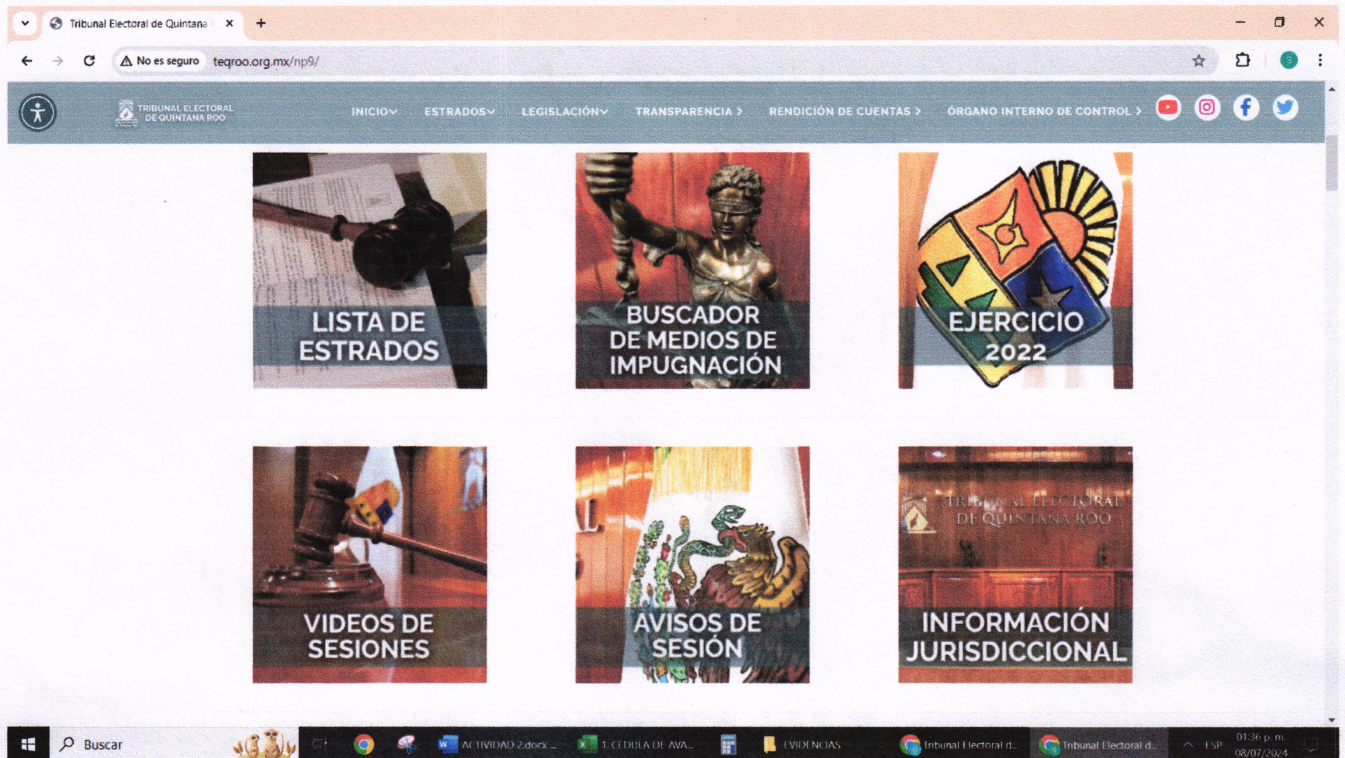 Tribunal Electoral de Quintana R
No es seguro
teqroo.org.mx/np9/
S
TRIBUNAL ELECTORAL
DE QUINTANA ROO
INICIO
ESTRADOS
LEGISLACIÓN
TRANSPARENCIA >
RENDICIÓN DE CUENTAS >
ÓRGANO INTERNO DE CONTROL >
LISTA DE
ESTRADOS
BUSCADOR
DE MEDIOS DE
IMPUGNACIÓN
EJERCICIO
2022
VIDEOS DE
SESIONES
AVISOS DE
SESIÓN
TRIBUNAL ELECTORAL
DE QUINTANA ROO
INFORMACIÓN
JURISDICCIONAL
Buscar
ACTIVIDAD 2.docx ...
1. CEDULA DE AVA...
EVIDENCIAS
Tribunal Electoral d...
Tribunal Electoral d...
ESP
01:36 p. m.
08/07/2024